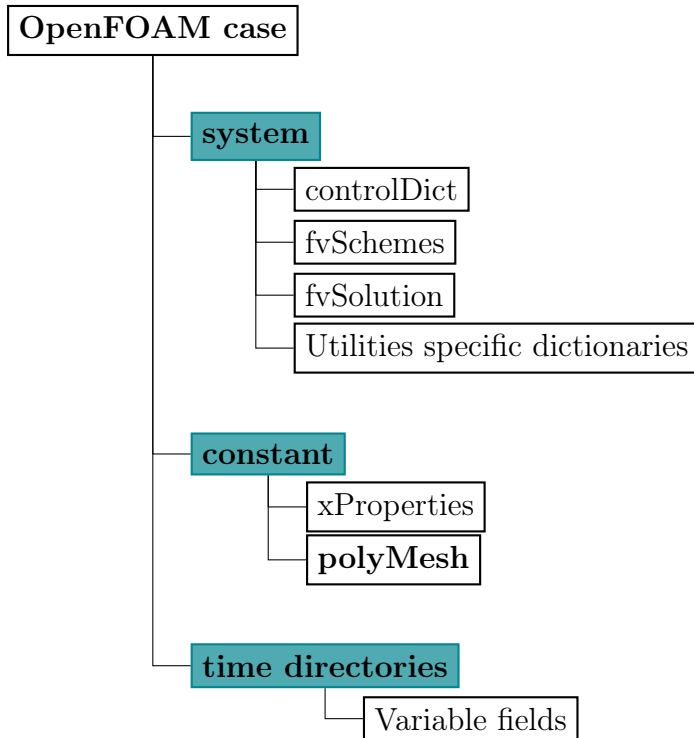 OpenFOAM case
system
controlDict
fvSchemes
fvSolution
Utilities specific dictionaries
constant
xProperties
polyMesh
time directories
Variable fields